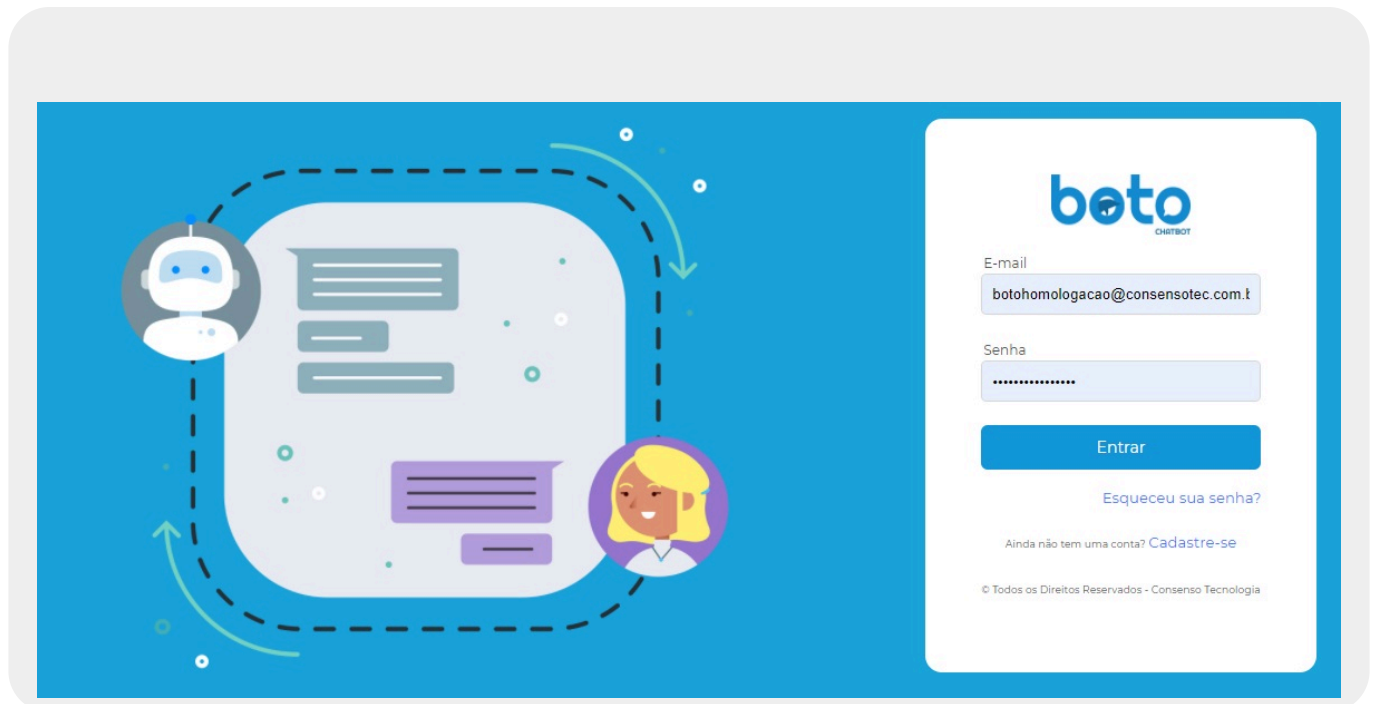 boto
CHATBOT
E-mail
botohomologacao@consensotec.com.b
Senha
••••••••••••••••
Entrar
Esqueceu sua senha?
Ainda não tem uma conta? Cadastre-se
© Todos os Direitos Reservados - Consenso Tecnologia